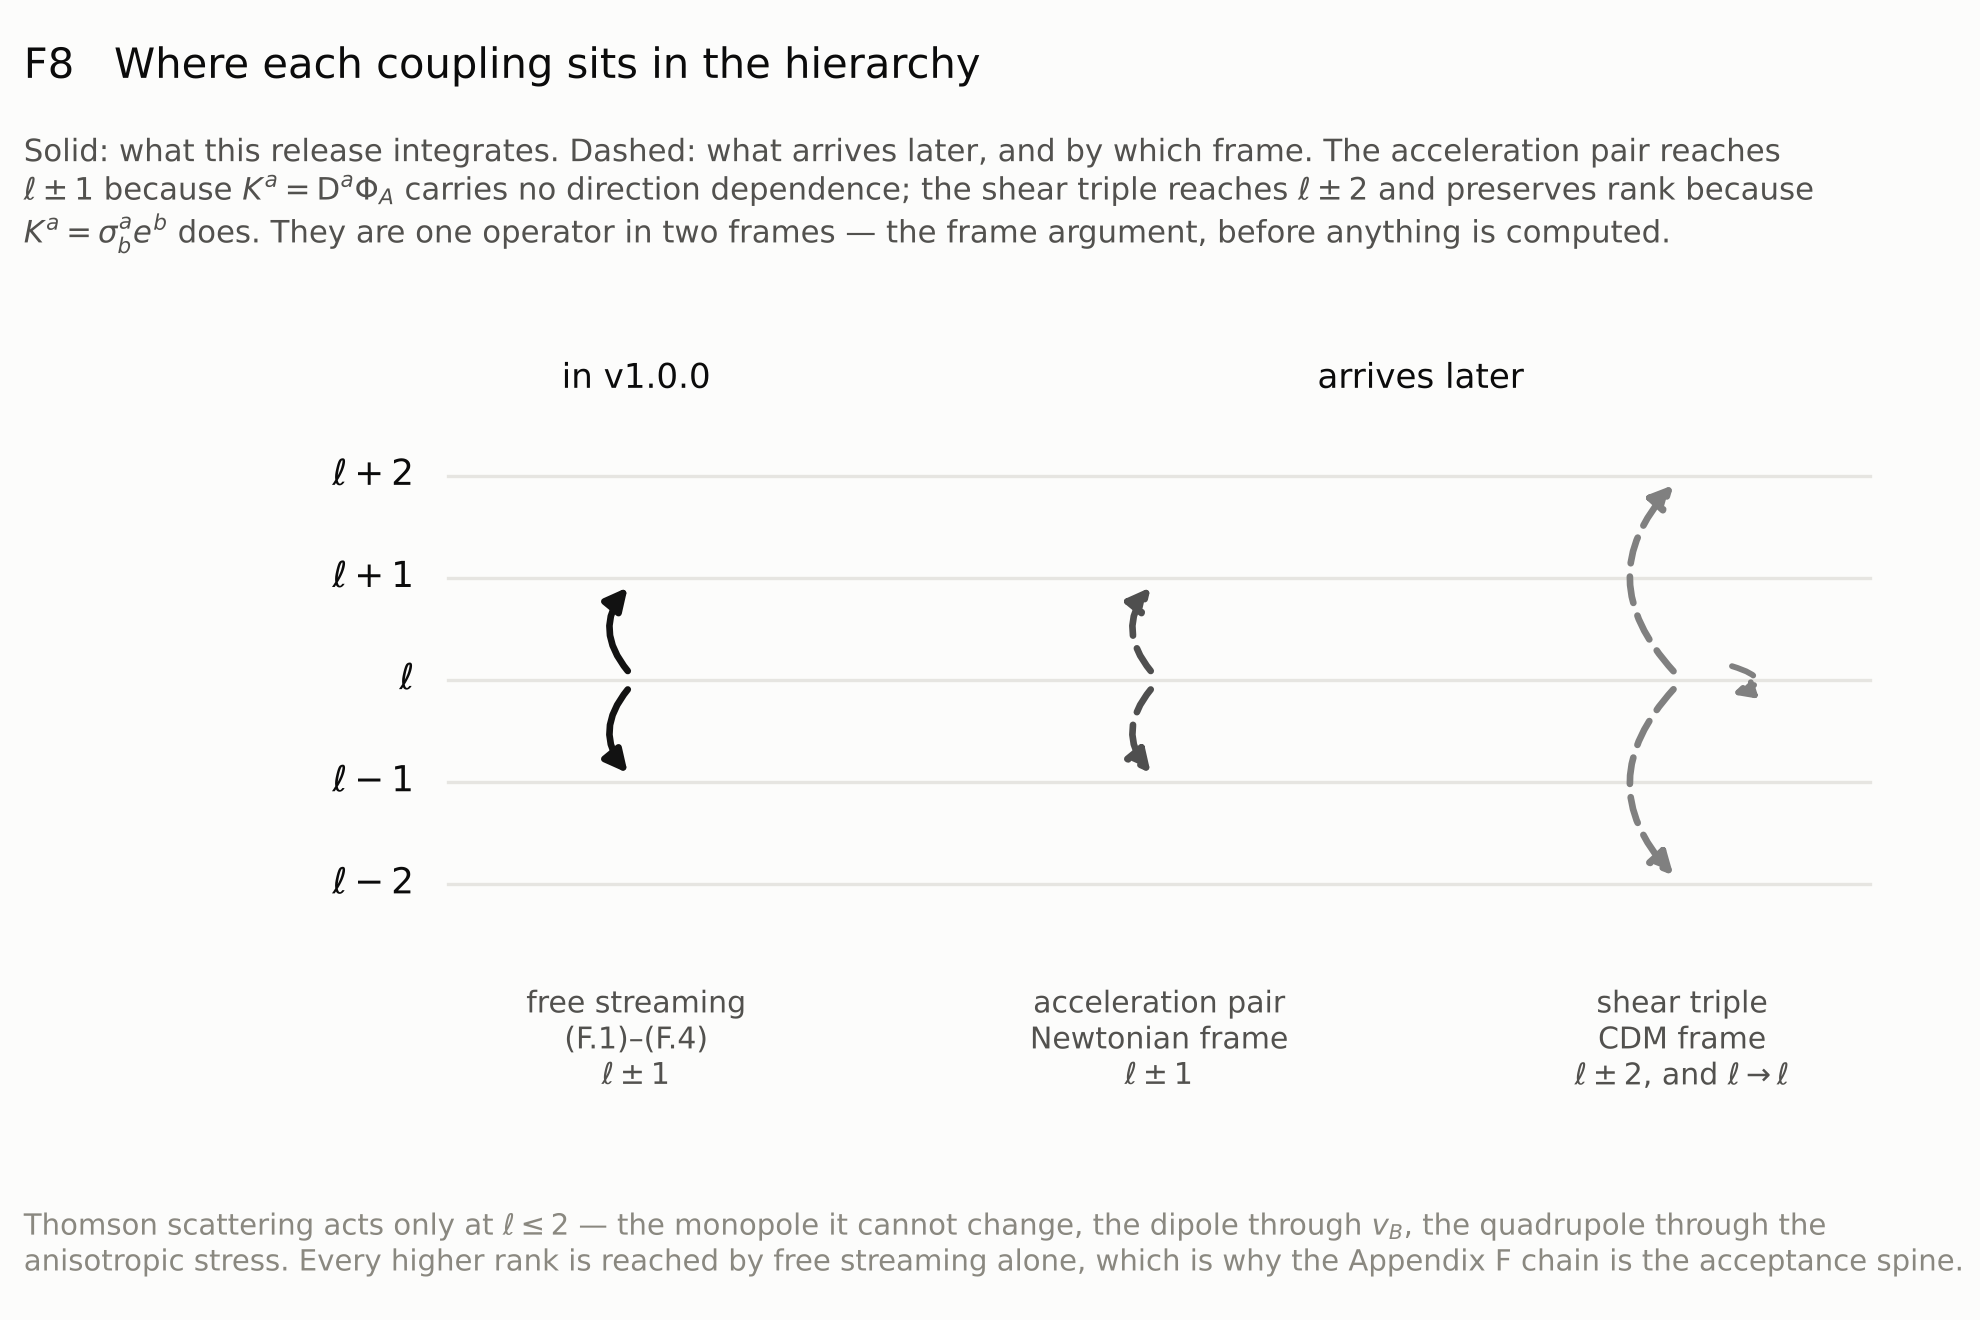 F8 Where each coupling sits in the hierarchy
Solid: what this release integrates. Dashed: what arrives later, and by which frame. The acceleration pair reaches
ℓ ± 1 because Kᵃ = DᵃΦ_A carries no direction dependence; the shear triple reaches ℓ ± 2 and preserves rank because
Kᵃ = σᵃ_b eᵇ does. They are one operator in two frames — the frame argument, before anything is computed.
in v1.0.0
arrives later
ℓ + 2
ℓ + 1
ℓ
ℓ − 1
ℓ − 2
free streaming
(F.1)–(F.4)
ℓ ± 1
acceleration pair
Newtonian frame
ℓ ± 1
shear triple
CDM frame
ℓ ± 2, and ℓ → ℓ
Thomson scattering acts only at ℓ ≤ 2 — the monopole it cannot change, the dipole through v_B, the quadrupole through the
anisotropic stress. Every higher rank is reached by free streaming alone, which is why the Appendix F chain is the acceptance spine.